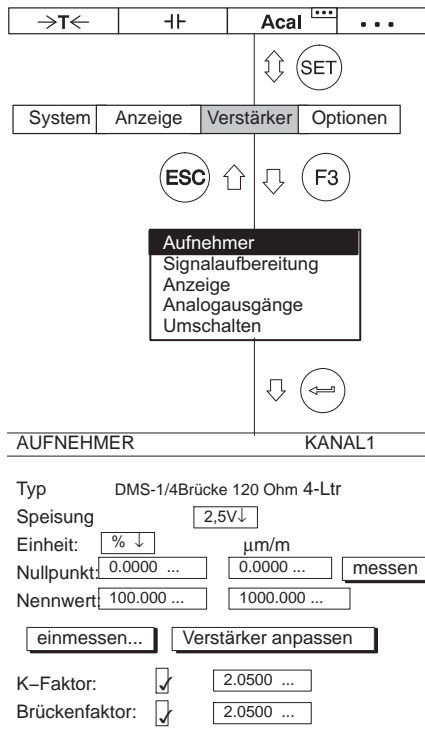 →T← ⊣⊢ Acal ...
SET
System Anzeige Verstärker Optionen
ESC F3
Aufnehmer
Signalaufbereitung
Anzeige
Analogausgänge
Umschalten
AUFNEHMER KANAL1
Typ DMS-1/4Brücke 120 Ohm 4-Ltr
Speisung 2,5V↓
Einheit: % ↓ µm/m
Nullpunkt: 0.0000 ... 0.0000 ... messen
Nennwert: 100.000 ... 1000.000 ...
einmessen... Verstärker anpassen
K–Faktor: ✓ 2.0500 ...
Brückenfaktor: ✓ 2.0500 ...